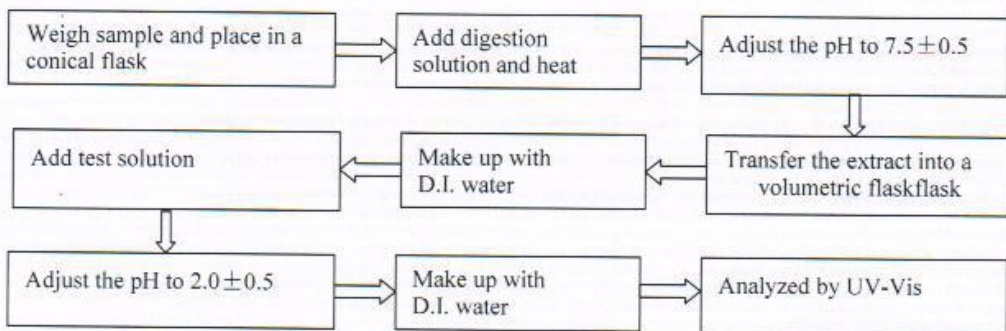 Weigh sample and place in a
conical flask
Add digestion
solution and heat
Adjust the pH to 7.5±0.5
Transfer the extract into a
volumetric flaskflask
Make up with
D.I. water
Add test solution
Adjust the pH to 2.0±0.5
Make up with
D.I. water
Analyzed by UV-Vis